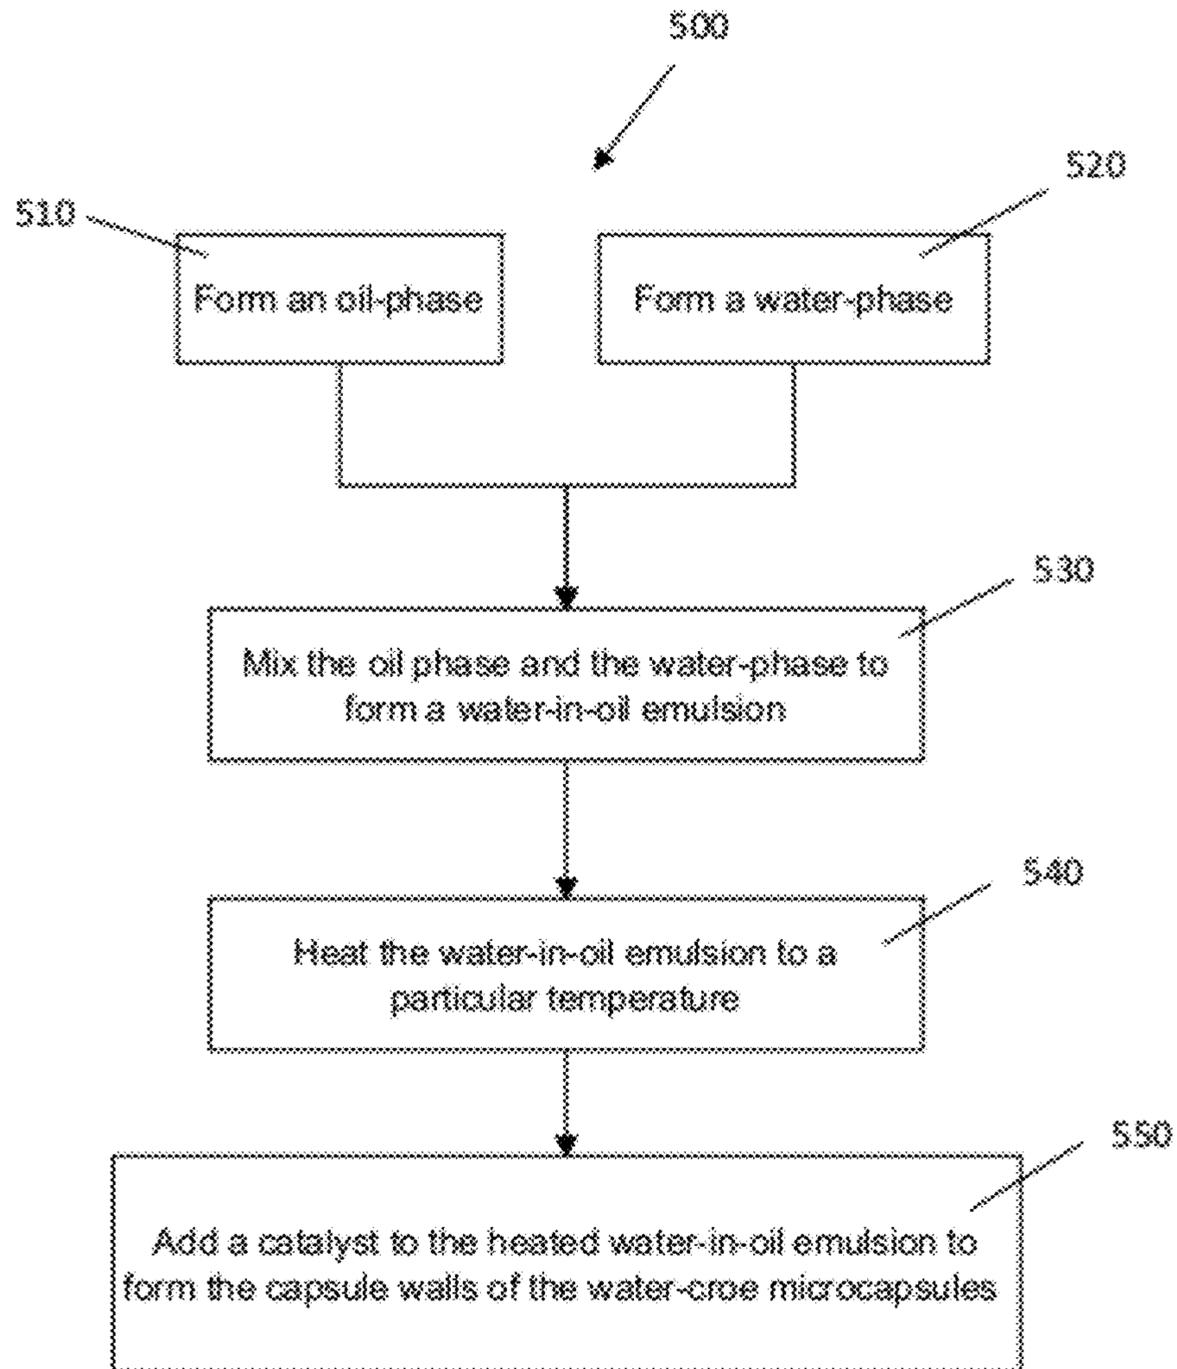 500
520
510
Form an oil-phase
Form a water-phase
530
Mix the oil phase and the water-phase to
form a water-in-oil emulsion
540
Heat the water-in-oil emulsion to a
particular temperature
550
Add a catalyst to the heated water-in-oil emulsion to
form the capsule walls of the water-croe microcapsules